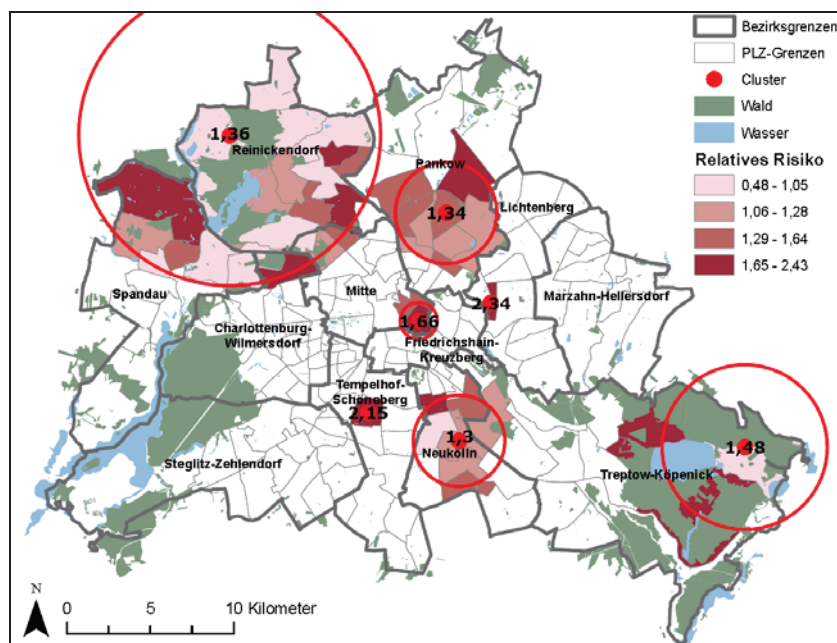 Bezirksgrenzen
PLZ-Grenzen
Cluster
Wald
Wasser
Relatives Risiko
0,48 - 1,05
1,06 - 1,28
1,29 - 1,64
1,65 - 2,43
1,36
Reinickendorf
Pankow
1,34
Lichtenberg
Spandau
Mitte
2,34
Marzahn-Hellersdorf
1,66
Charlottenburg-
Wilmersdorf
Friedrichshain-
Kreuzberg
Tempelhof-
Schöneberg
2,15
1,3
Neukölln
1,48
Steglitz-Zehlendorf
Treptow-Köpenick
N
0 5 10 Kilometer